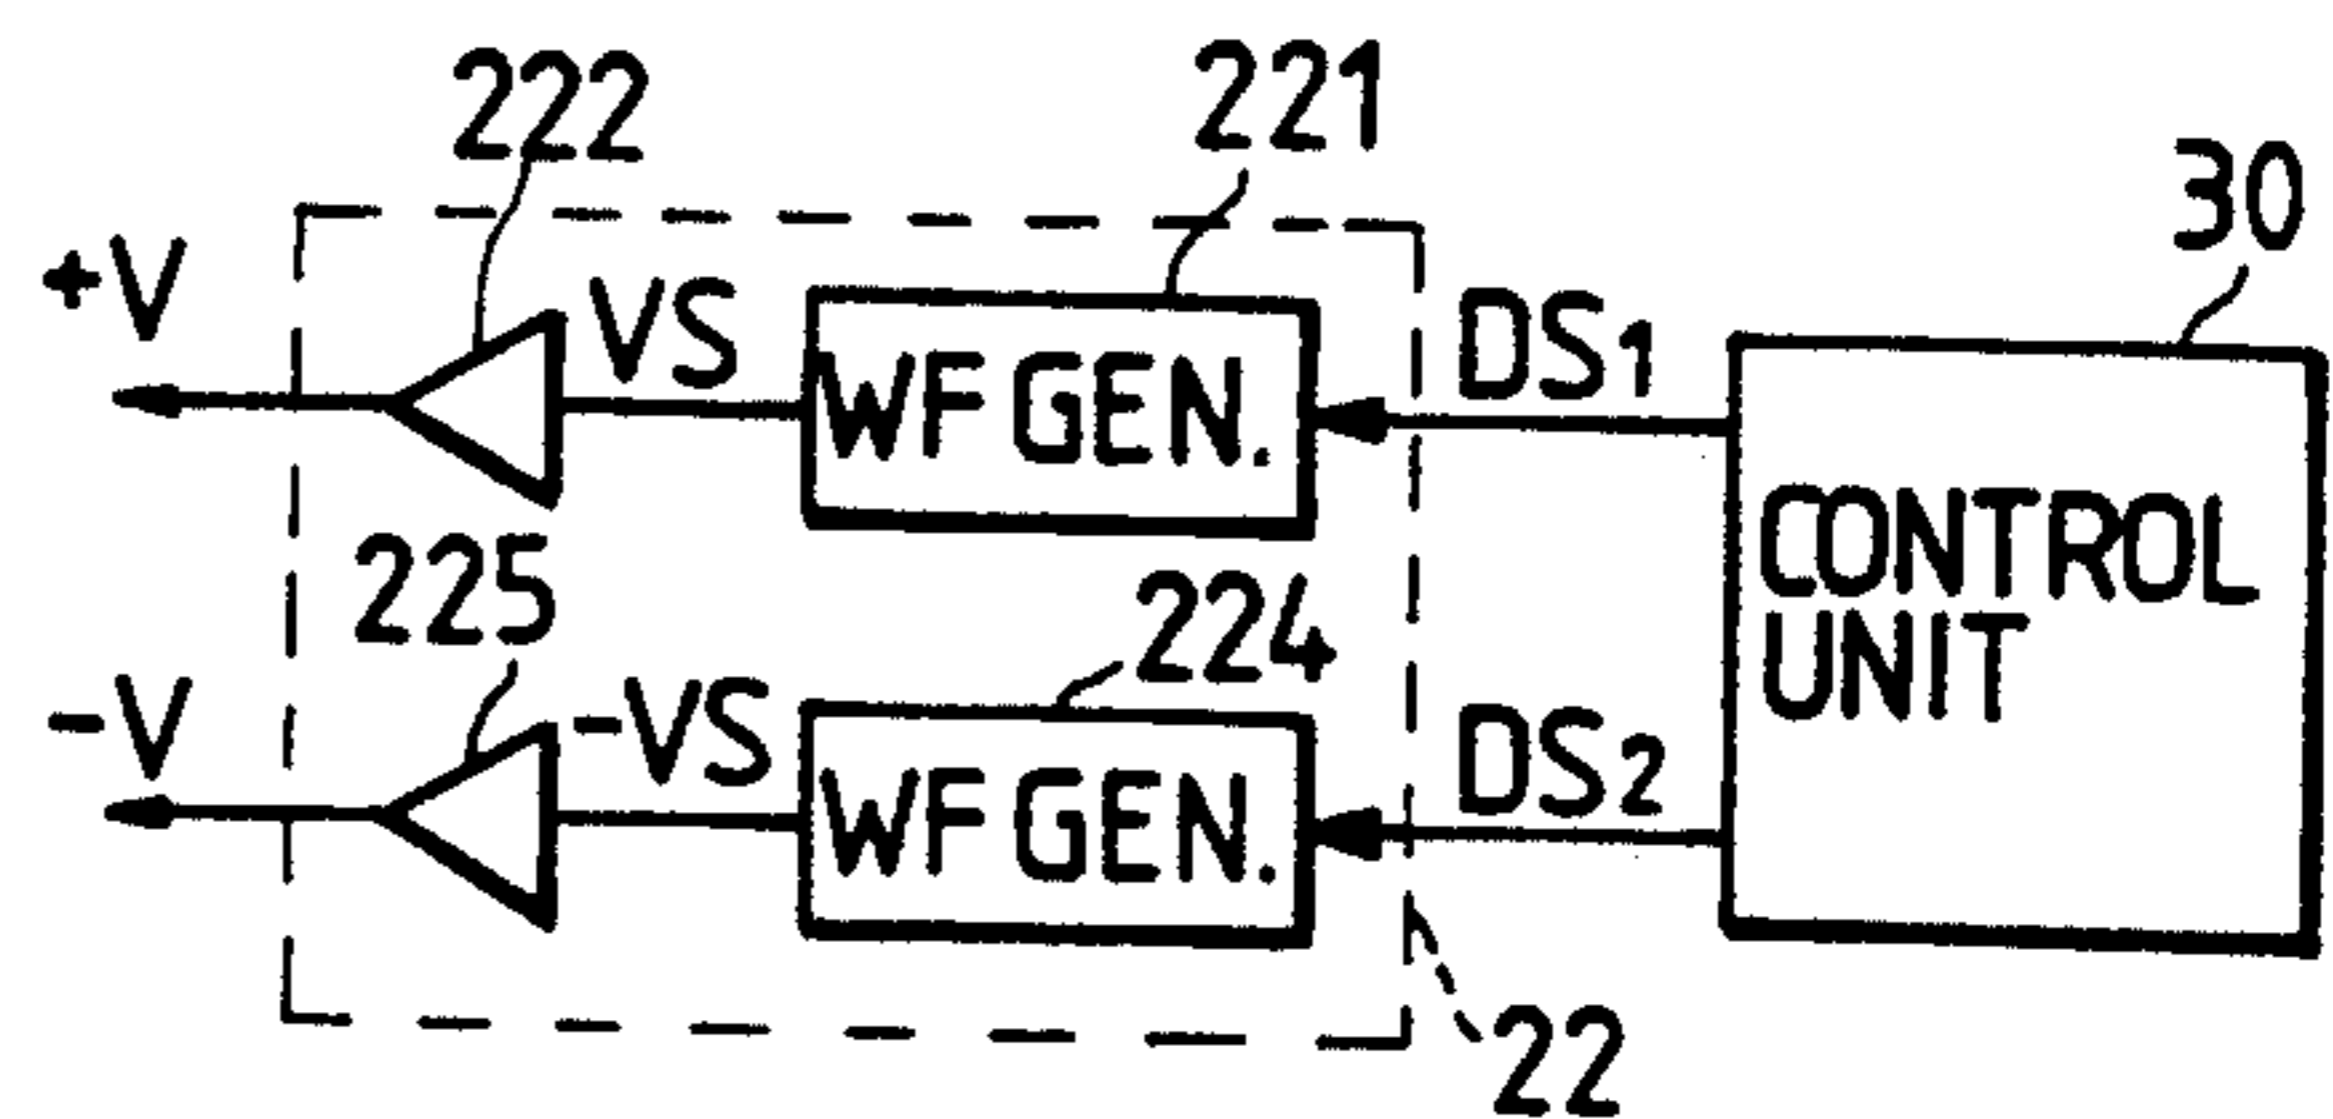 222
221
30
+V
VS
WF GEN.
DS1
CONTROL
UNIT
225
224
-V
-VS
WF GEN.
DS2
22